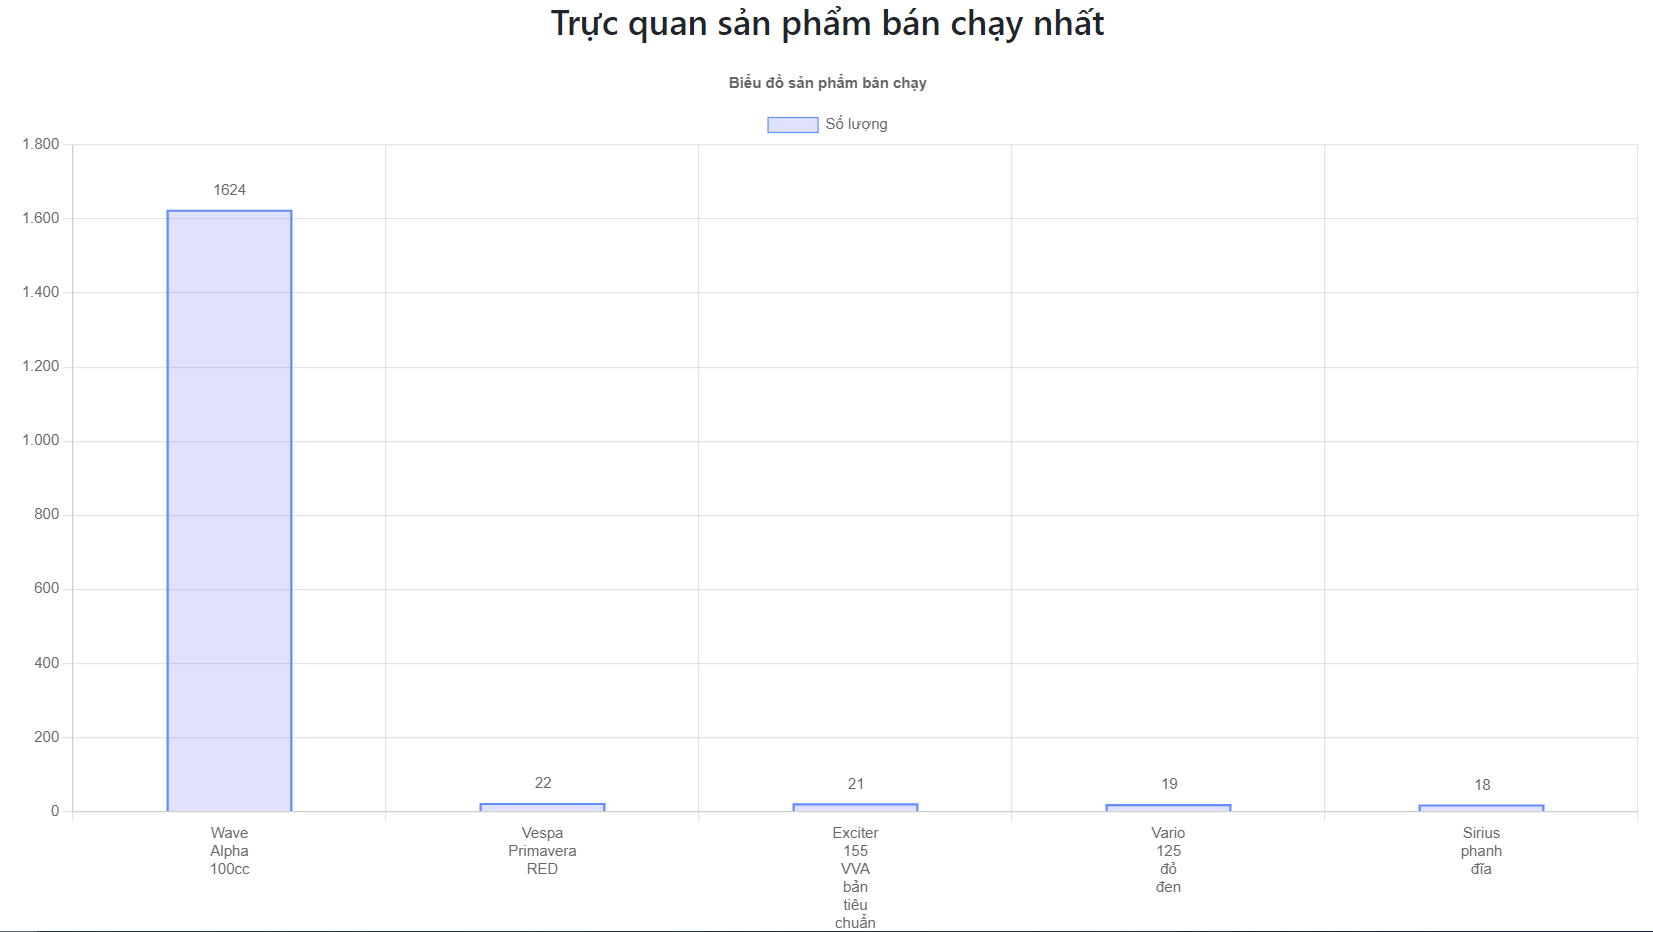 Trực quan sản phẩm bán chạy nhất
Biểu đồ sản phẩm bán chạy
Số lượng
1.800
1.600
1.400
1.200
1.000
800
600
400
200
0
1624
22
21
19
18
Wave
Alpha
100cc
Vespa
Primavera
RED
Exciter
155
VVA
bản
tiêu
chuẩn
Vario
125
đỏ
đen
Sirius
phanh
đĩa